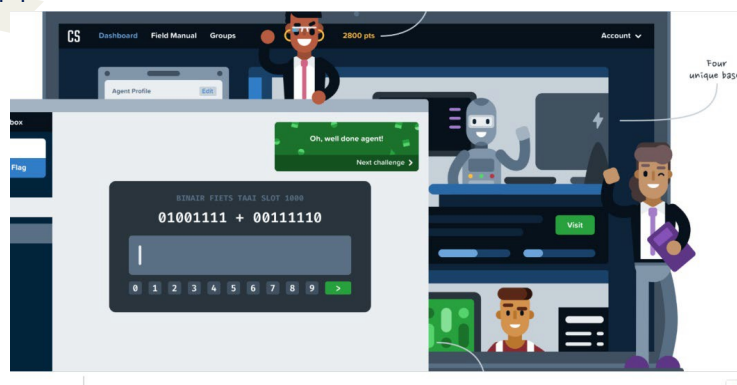 CS Dashboard Field Manual Groups 2800 pts Account
Four
unique base
Agent Profile Edit
box
Flag
Oh, well done agent!
Next challenge >
BINAIR FIETS TAAI SLOT 1000
01001111 + 00111110
0 1 2 3 4 5 6 7 8 9 >
Visit